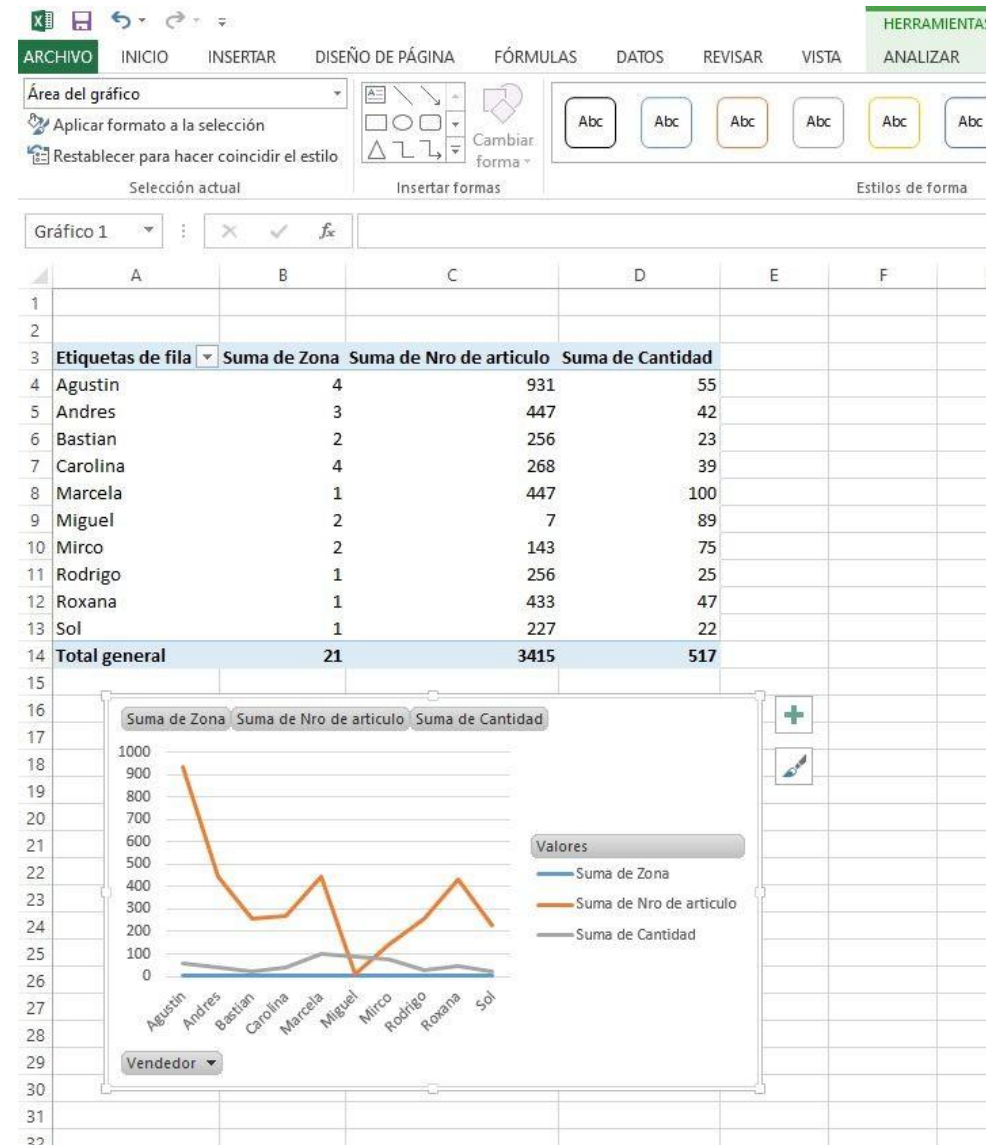 HERRAMIENTAS
ARCHIVO INICIO INSERTAR DISEÑO DE PÁGINA FÓRMULAS DATOS REVISAR VISTA ANALIZAR
Área del gráfico
Aplicar formato a la selección
Restablecer para hacer coincidir el estilo
Selección actual
Cambiar
forma
Insertar formas
Abc Abc Abc Abc Abc Abc
Estilos de forma
Gráfico 1 fx
A B C D E F
1
2
3 Etiquetas de fila Suma de Zona Suma de Nro de articulo Suma de Cantidad
4 Agustin 4 931 55
5 Andres 3 447 42
6 Bastian 2 256 23
7 Carolina 4 268 39
8 Marcela 1 447 100
9 Miguel 2 7 89
10 Mirco 2 143 75
11 Rodrigo 1 256 25
12 Roxana 1 433 47
13 Sol 1 227 22
14 Total general 21 3415 517
15
16
17
18
19
20
21
22
23
24
25
26
27
28
29
30
31
32
Suma de Zona Suma de Nro de articulo Suma de Cantidad
1000
900
800
700
600
500
400
300
200
100
0
Agustin Andres Bastian Carolina Marcela Miguel Mirco Rodrigo Roxana Sol
Valores
Suma de Zona
Suma de Nro de articulo
Suma de Cantidad
Vendedor